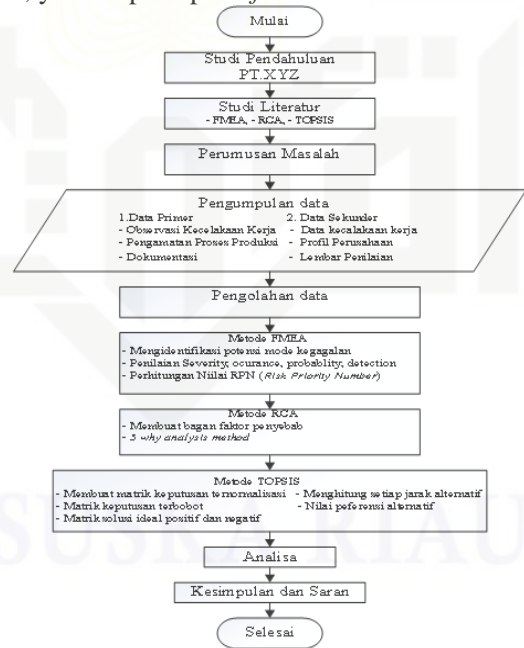 Mulai
Studi Pendahuluan
PT.XYZ
Studi Literatur
- FMEA, - RCA, - TOPSIS
Perumusan Masalah
Pengumpulan data
1.Data Primer 2. Data Sekunder
- Observasi Kecelakaan Kerja - Data kecalakaan kerja
- Pengamatan Proses Produksi - Profil Perusahaan
- Dokumentasi - Lembar Penilaian
Pengolahan data
Metode FMEA
- Mengidentifikasi potensi mode kegagalan
- Penilaian Severity, ocurance, probablity, detection
- Perhitungan Niilai RPN (Risk Priority Number)
Metode RCA
- Membuat bagan faktor penyebab
- 5 why analysis method
Metode TOPSIS
- Membuat matrik keputusan ternormalisasi - Menghitung setiap jarak alternatif
- Matrik keputusan terbobot - Nilai peferensi alternatif
- Matrik solusi ideal positif dan negatif
Analisa
Kesimpulan dan Saran
Selesai
SUSKA RIAU